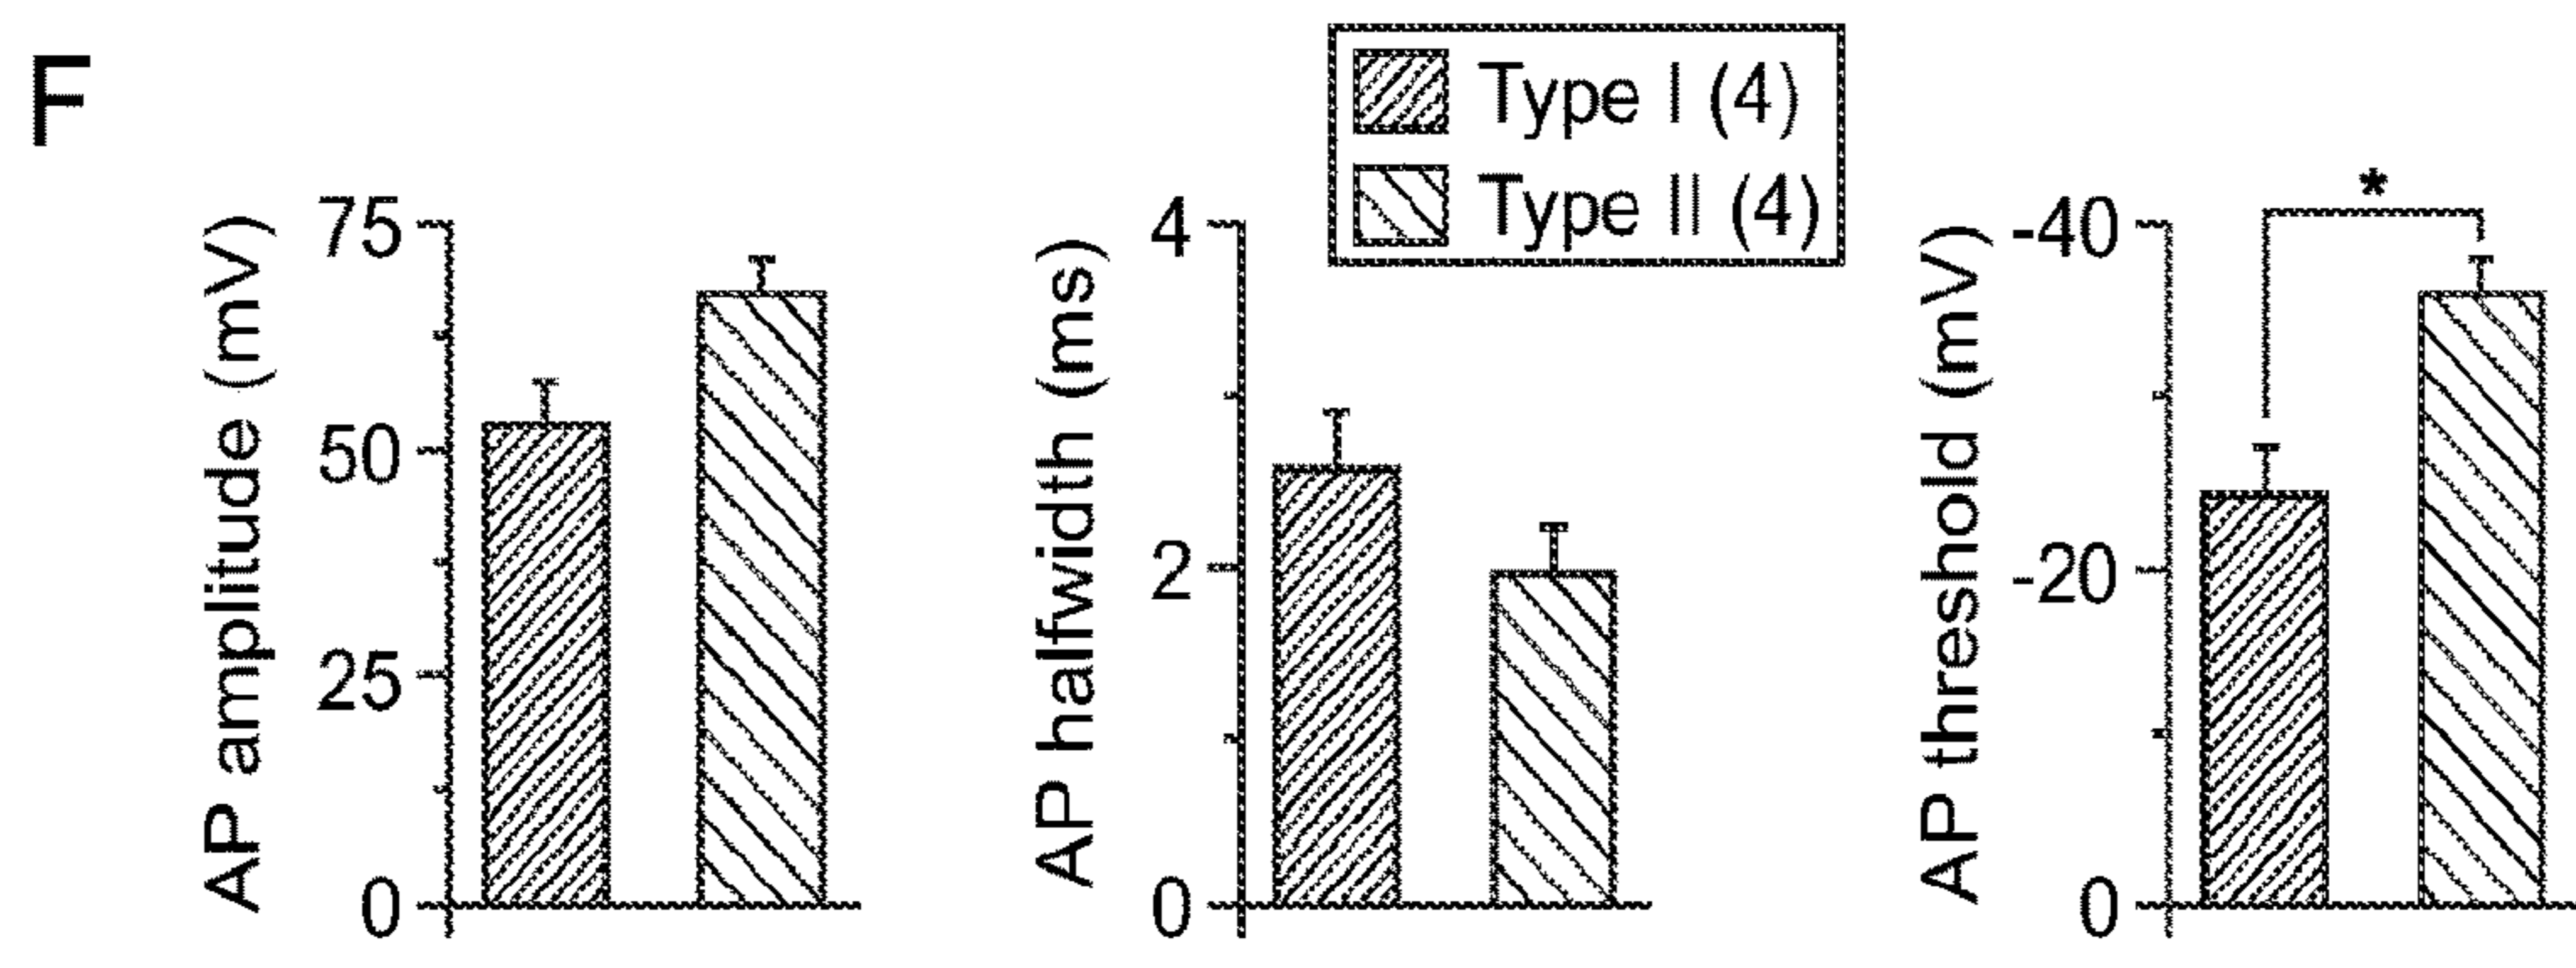 F
Type I (4)
Type II (4)
AP amplitude (mV)
75
50
25
0
AP halfwidth (ms)
4
2
0
AP threshold (mV)
-40
-20
0
*